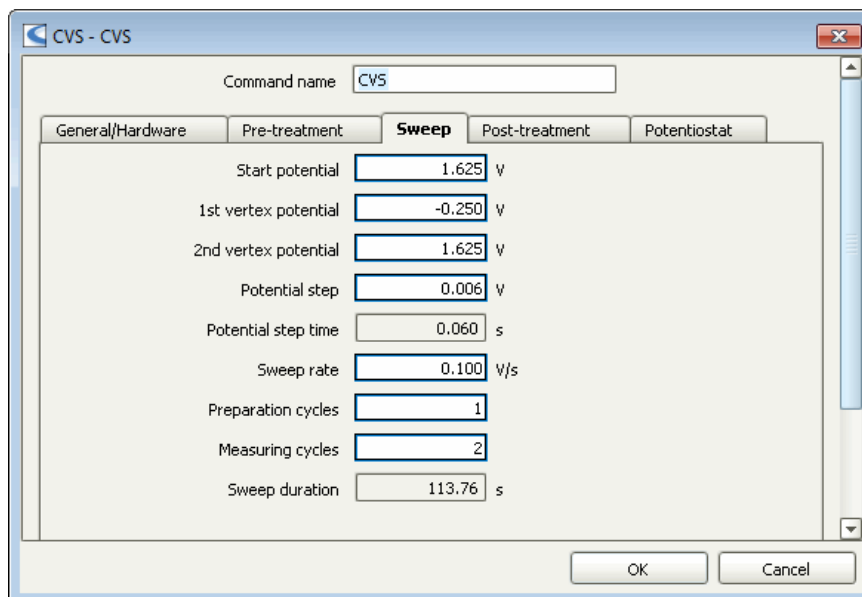 CVS - CVS
Command name CVS
General/Hardware Pre-treatment Sweep Post-treatment Potentiostat
Start potential 1.625 V
1st vertex potential -0.250 V
2nd vertex potential 1.625 V
Potential step 0.006 V
Potential step time 0.060 s
Sweep rate 0.100 V/s
Preparation cycles 1
Measuring cycles 2
Sweep duration 113.76 s
OK Cancel